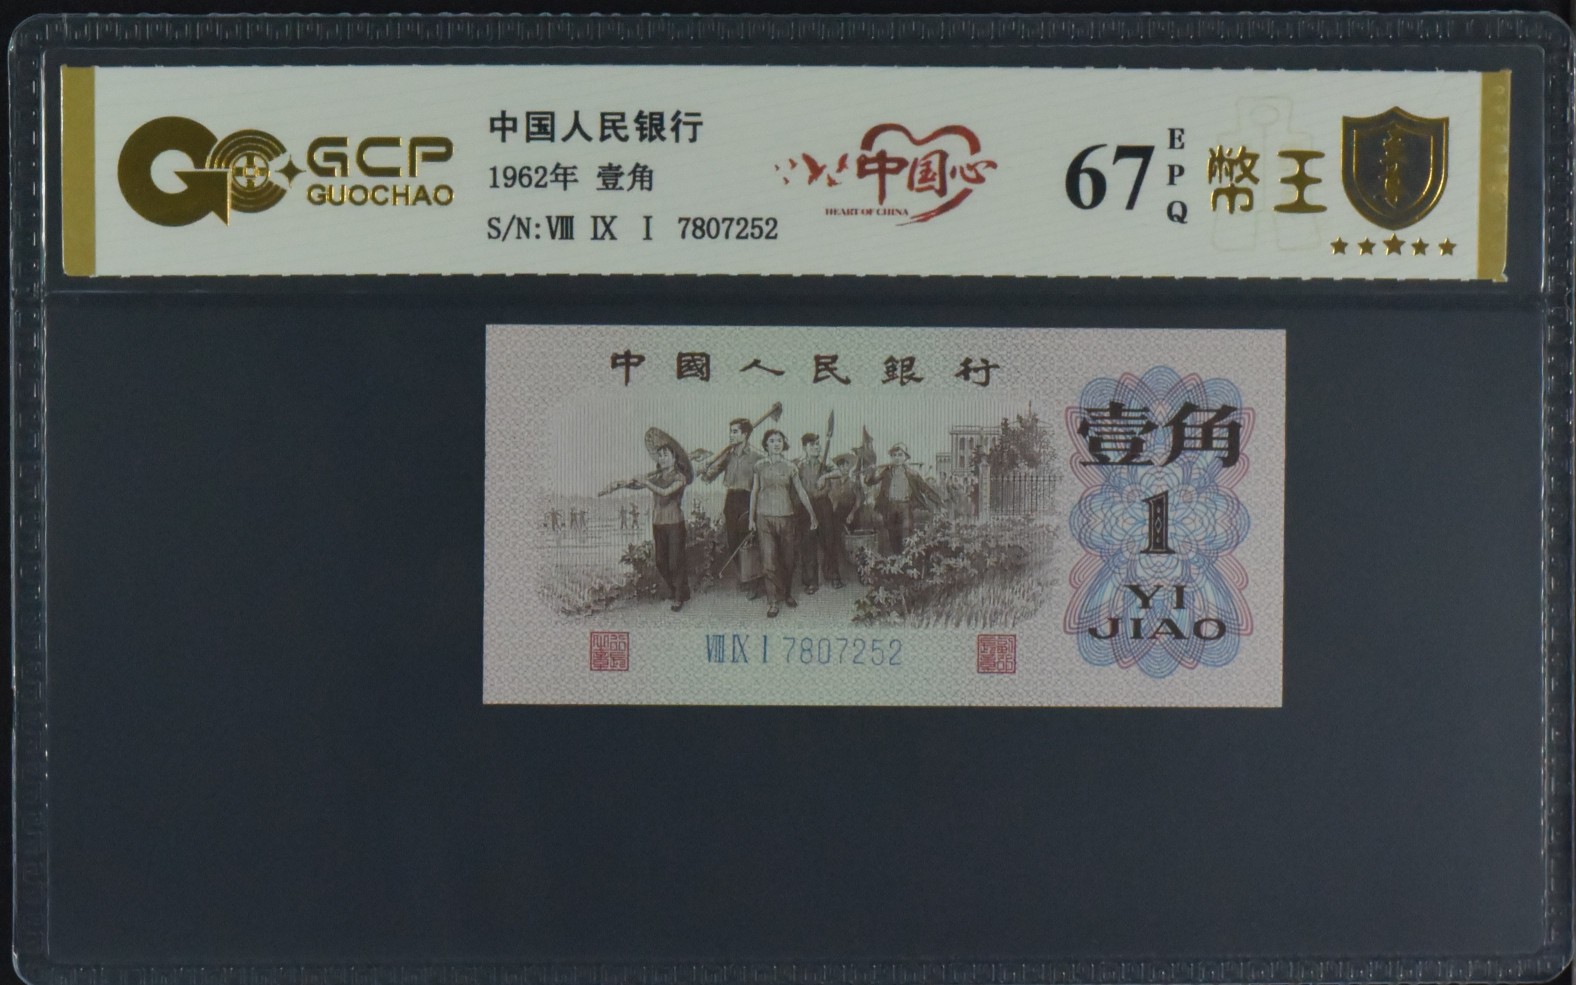 GCP
GUOCHAO
中国人民银行
1962年 壹角
S/N:Ⅷ Ⅸ Ⅰ 7807252
中国心
HEART OF CHINA
67
E
P
Q
幣王
中國人民銀行
壹角
1
YI
JIAO
Ⅷ Ⅸ Ⅰ 7807252